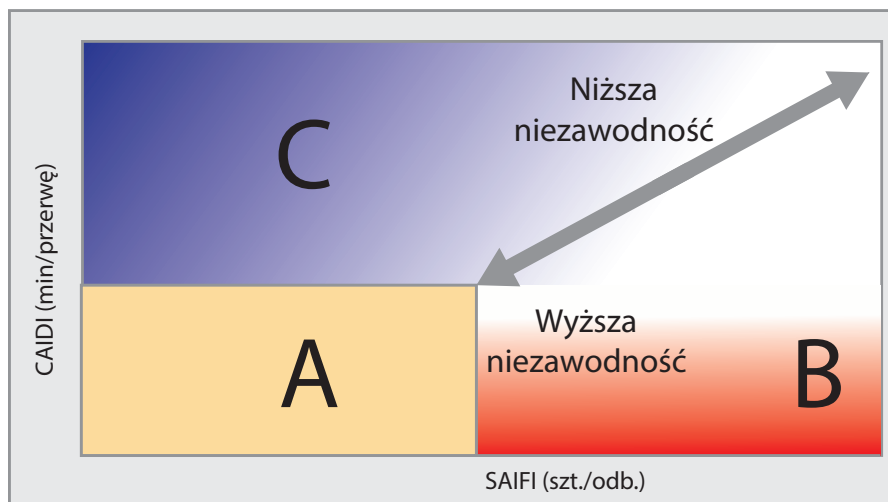 Niższa
niezawodność
C
CAIDI (min/przerwę)
Wyższa
niezawodność
A
B
SAIFI (szt./odb.)